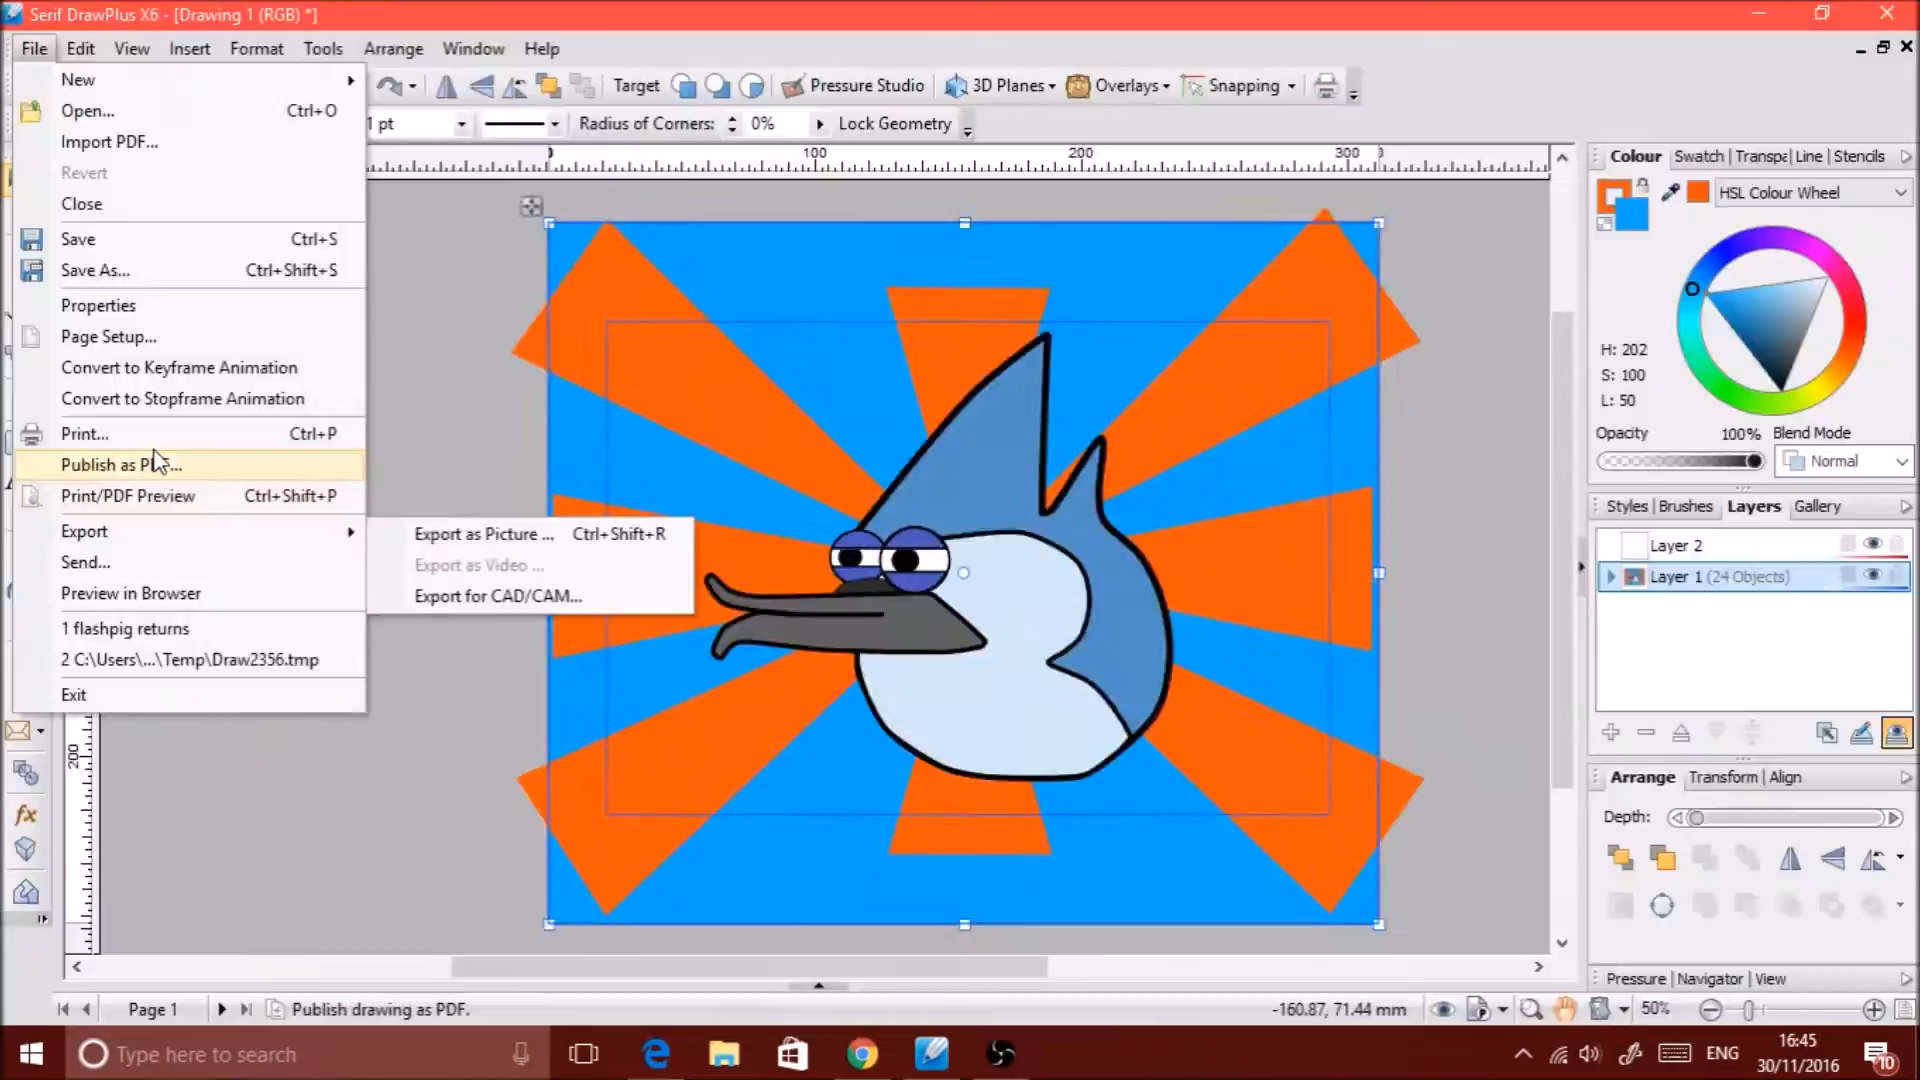 Serif DrawPlus X6 - [Drawing 1 (RGB) *]
File Edit View Insert Format Tools Arrange Window Help
Target Pressure Studio 3D Planes Overlays Snapping
1 pt Radius of Corners: 0% Lock Geometry
New
Open... Ctrl+O
Import PDF...
Revert
Close
Save Ctrl+S
Save As... Ctrl+Shift+S
Properties
Page Setup...
Convert to Keyframe Animation
Convert to Stopframe Animation
Print... Ctrl+P
Publish as P...
Print/PDF Preview Ctrl+Shift+P
Export
Send...
Preview in Browser
1 flashpig returns
2 C:\Users\...\Temp\Draw2356.tmp
Exit
Export as Picture ... Ctrl+Shift+R
Export as Video ...
Export for CAD/CAM...
100 200 300
200
Colour Swatch Transpa Line Stencils
HSL Colour Wheel
H: 202
S: 100
L: 50
Opacity 100% Blend Mode
Normal
Styles Brushes Layers Gallery
Layer 2
Layer 1 (24 Objects)
fx
Arrange Transform Align
Depth:
Pressure Navigator View
Page 1 Publish drawing as PDF. -160.87, 71.44 mm 50%
Type here to search ENG 16:45
30/11/2016 10